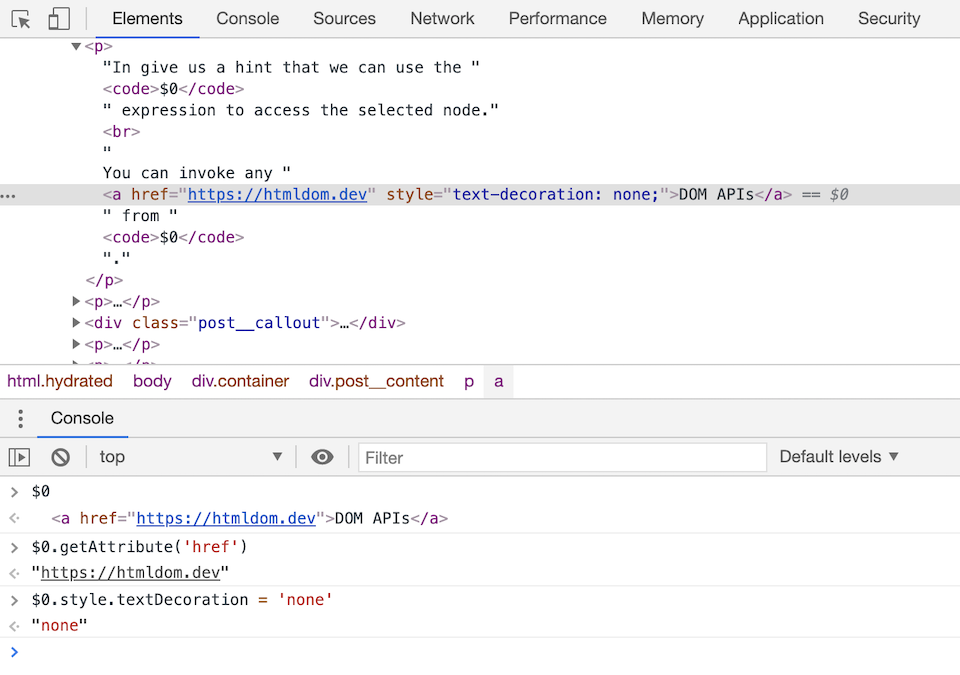 Elements Console Sources Network Performance Memory Application Security
▼<p>
"In give us a hint that we can use the "
<code>$0</code>
" expression to access the selected node."
<br>
"
You can invoke any "
… <a href="https://htmldom.dev" style="text-decoration: none;">DOM APIs</a> == $0
" from "
<code>$0</code>
"."
</p>
▶<p>…</p>
▶<div class="post__callout">…</div>
▶<p>…</p>
html.hydrated body div.container div.post__content p a
Console
top ▼ Filter Default levels ▼
> $0
<a href="https://htmldom.dev">DOM APIs</a>
> $0.getAttribute('href')
"https://htmldom.dev"
> $0.style.textDecoration = 'none'
"none"
>